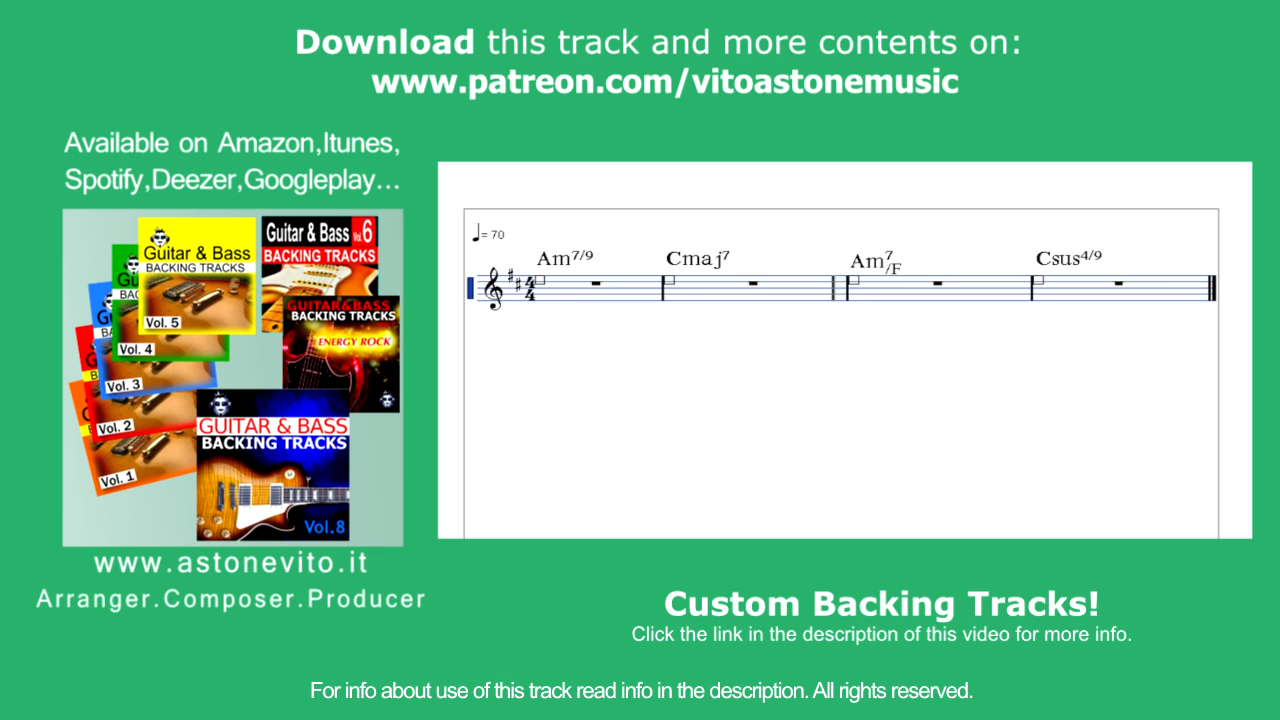 Download this track and more contents on:
www.patreon.com/vitoastonemusic
Available on Amazon,Itunes,
Spotify,Deezer,Googleplay...
Guitar & Bass
BACKING TRACKS
Vol. 5
Guitar & Bass Vol. 6
BACKING TRACKS
GUITAR & BASS
BACKING TRACKS
ENERGY ROCK
Vol. 4
Vol. 3
Vol. 2
Vol. 1
GUITAR & BASS
BACKING TRACKS
Vol.8
www.astonevito.it
Arranger.Composer.Producer
♩= 70
Am7/9 Cmaj7 Am7/F Csus4/9
4
4
Custom Backing Tracks!
Click the link in the description of this video for more info.
For info about use of this track read info in the description. All rights reserved.